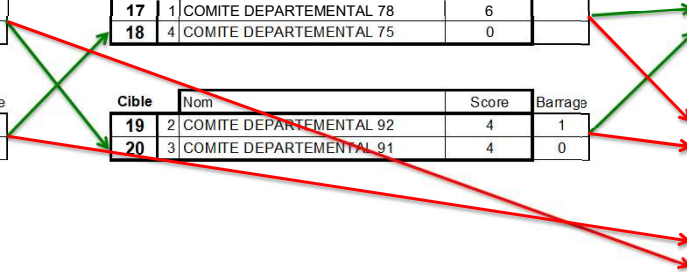 17 1 COMITE DEPARTEMENTAL 78 6
18 4 COMITE DEPARTEMENTAL 75 0
e Cible Nom Score Barrage
19 2 COMITE DEPARTEMENTAL 92 4 1
20 3 COMITE DEPARTEMENTAL 91 4 0